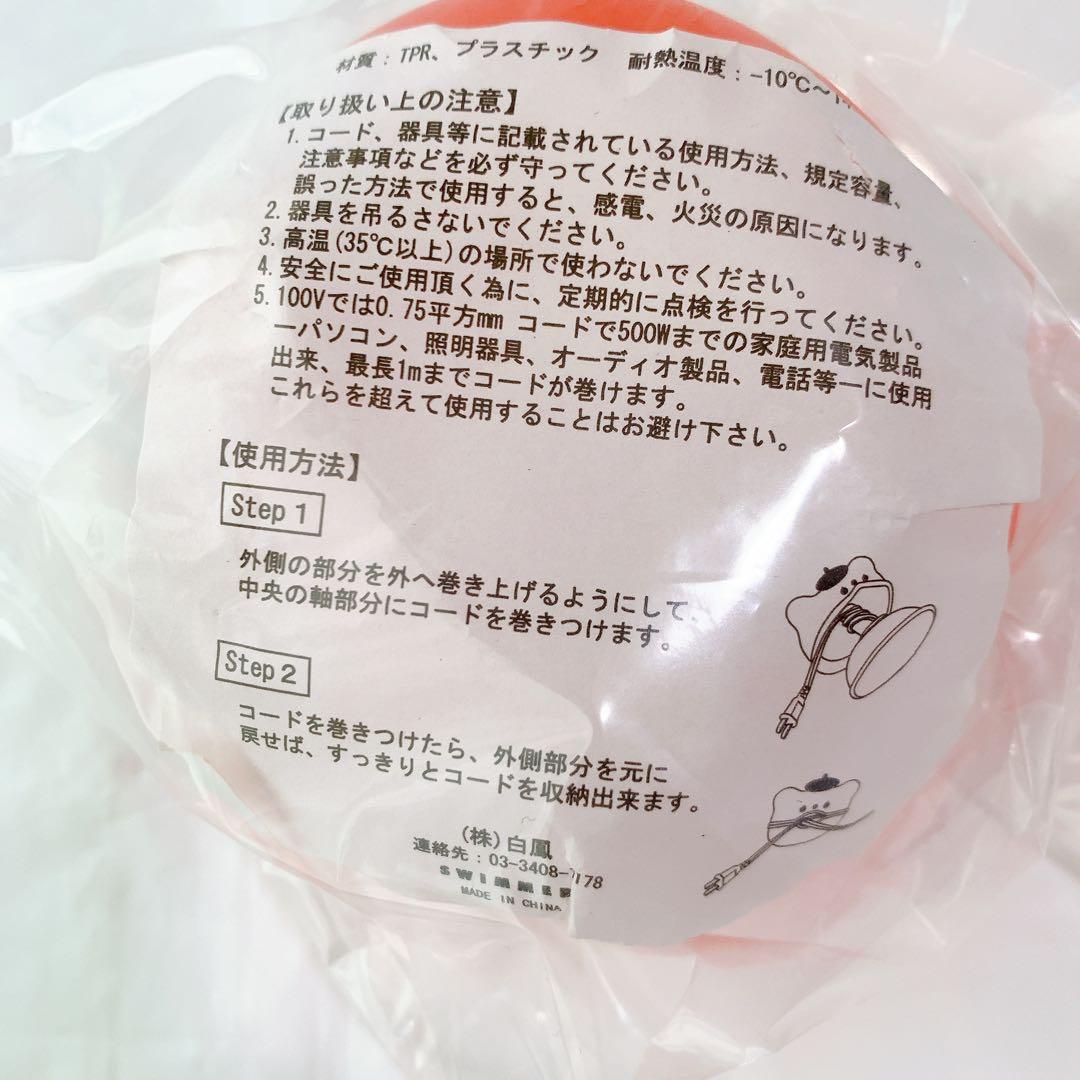 材質：TPR、プラスチック　耐熱温度：-10℃～
【取り扱い上の注意】
1. コード、器具等に記載されている使用方法、規定容量、
注意事項などを必ず守ってください。
誤った方法で使用すると、感電、火災の原因になります。
2. 器具を吊るさないでください。
3. 高温(35℃以上)の場所で使わないでください。
4. 安全にご使用頂く為に、定期的に点検を行ってください。
5. 100Vでは0.75平方mm コードで500Wまでの家庭用電気製品
ーパソコン、照明器具、オーディオ製品、電話等ーに使用
出来、最長1mまでコードが巻けます。
これらを超えて使用することはお避け下さい。
【使用方法】
Step 1
外側の部分を外へ巻き上げるようにして、
中央の軸部分にコードを巻きつけます。
Step 2
コードを巻きつけたら、外側部分を元に
戻せば、すっきりとコードを収納出来ます。
(株)白鳳
連絡先：
SWIMMER
MADE IN CHINA